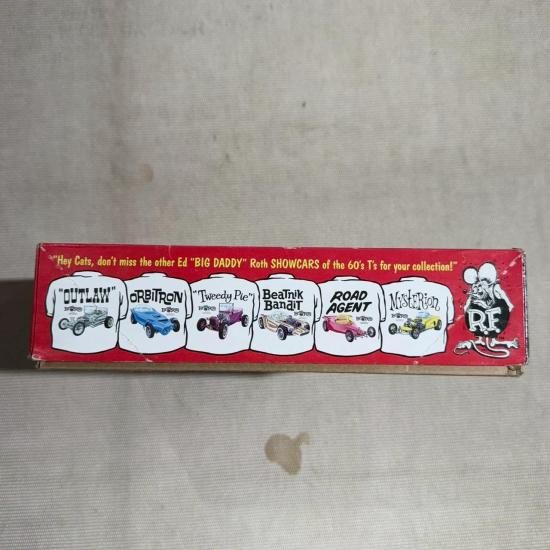 "Hey Cats, don't miss the other Ed "BIG DADDY" Roth SHOWCARS of the 60's T's for your collection!"
"OUTLAW"
ORBITRON
"Tweedy Pie"
BEATNIK
BANDIT
ROAD
AGENT
MYSTERION
R.F.